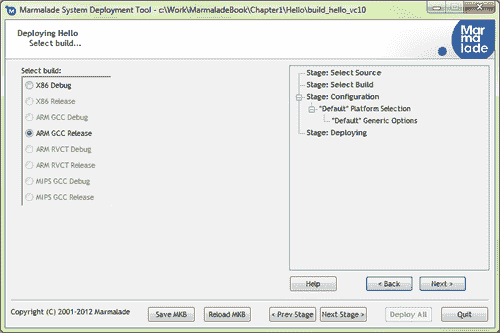 Marmalade System Deployment Tool - c:\Work\MarmaladeBook\Chapter1\Hello\build_hello_vc10
Deploying Hello
Select build...
Mar
ma
lade
Select build:
X86 Debug
X86 Release
ARM GCC Debug
ARM GCC Release
ARM RVCT Debug
ARM RVCT Release
MIPS GCC Debug
MIPS GCC Release
Stage: Select Source
Stage: Select Build
Stage: Configuration
"Default" Platform Selection
"Default" Generic Options
Stage: Deploying
Help
< Back
Next >
Copyright (C) 2001-2012 Marmalade
Save MKB
Reload MKB
< Prev Stage
Next Stage >
Deploy All
Quit